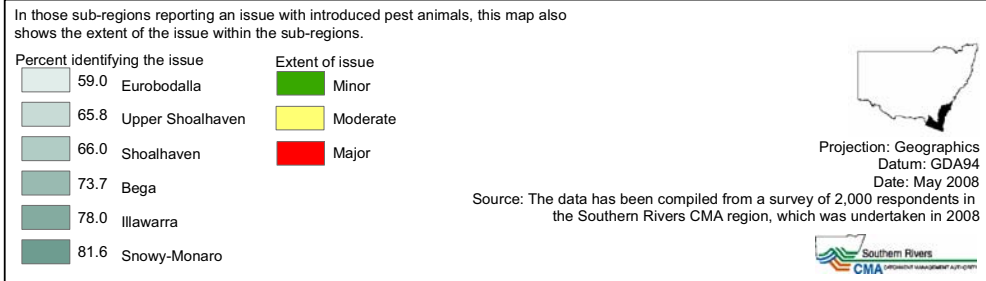 In those sub-regions reporting an issue with introduced pest animals, this map also
shows the extent of the issue within the sub-regions.
Percent identifying the issue
59.0 Eurobodalla
65.8 Upper Shoalhaven
66.0 Shoalhaven
73.7 Bega
78.0 Illawarra
81.6 Snowy-Monaro
Extent of issue
Minor
Moderate
Major
Projection: Geographics
Datum: GDA94
Date: May 2008
Source: The data has been compiled from a survey of 2,000 respondents in
the Southern Rivers CMA region, which was undertaken in 2008
Southern Rivers
CMA CATCHMENT MANAGEMENT AUTHORITY